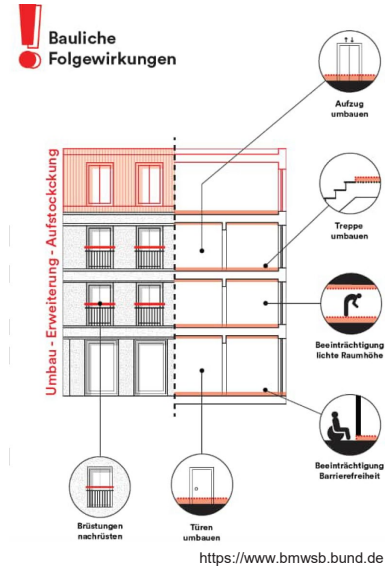 Bauliche
Folgewirkungen
Aufzug
umbauen
Umbau - Erweiterung - Aufstockckung
Treppe
umbauen
Beeinträchtigung
lichte Raumhöhe
Beeinträchtigung
Barrierefreiheit
Brüstungen
nachrüsten
Türen
umbauen
https://www.bmwsb.bund.de